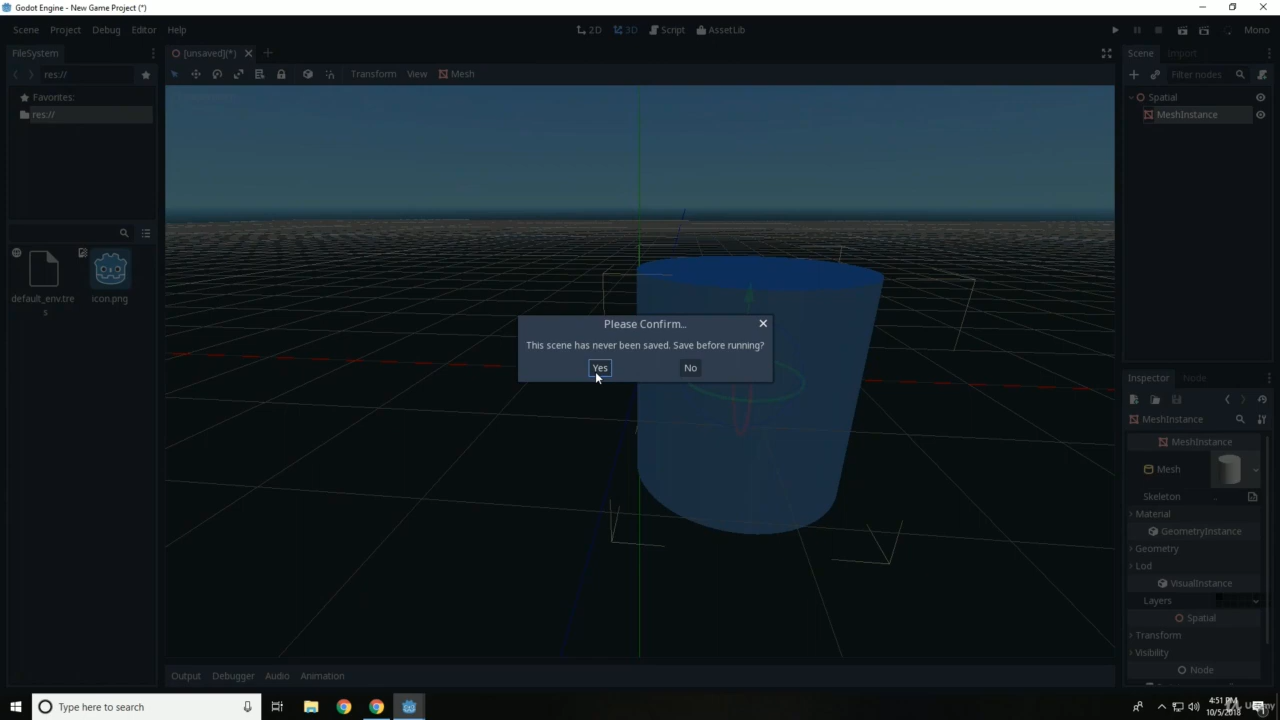 Godot Engine - New Game Project (*)
Scene Project Debug Editor Help
2D 3D Script AssetLib
Mono
FileSystem
[unsaved](*)
Scene Import
res://
Transform View Mesh
Filter nodes
Favorites:
res://
Spatial
MeshInstance
default_env.tre
s
icon.png
Please Confirm...
This scene has never been saved. Save before running?
Yes No
Inspector Node
MeshInstance
MeshInstance
Mesh
Skeleton
Material
GeometryInstance
Geometry
Lod
VisualInstance
Layers
Spatial
Transform
Visibility
Node
Output Debugger Audio Animation
Type here to search
4:51 PM
10/5/2018
Udemy